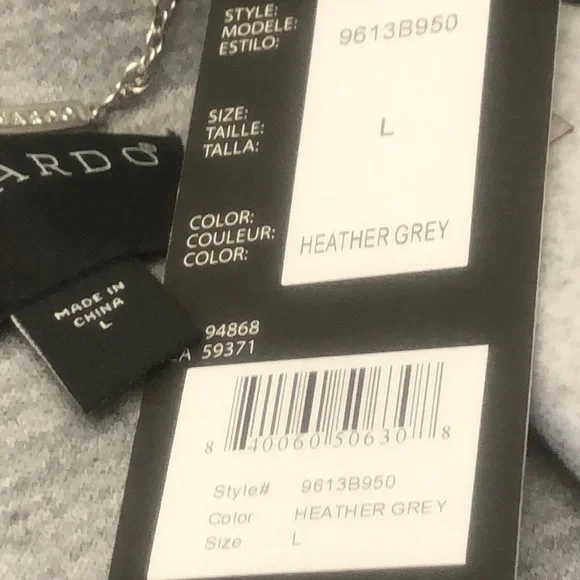 STYLE:
MODELE:
ESTILO:
9613B950
SIZE:
TAILLE:
TALLA:
L
COLOR:
COULEUR:
COLOR:
HEATHER GREY
ARDO
MADE IN
CHINA
L
94868
CA 59371
8 40060 50630 8
Style# 9613B950
Color HEATHER GREY
Size L